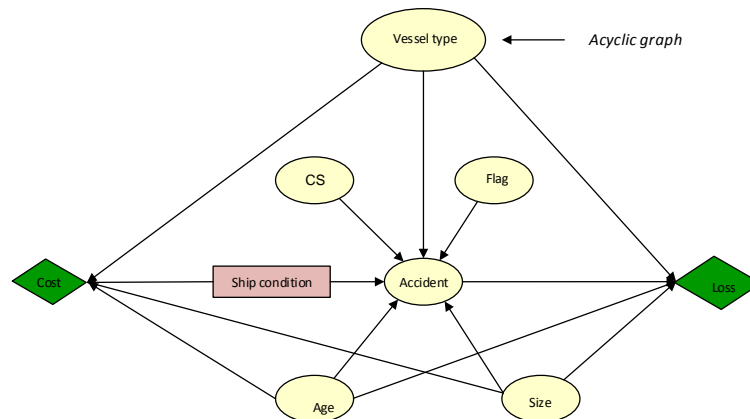 Vessel type
Acyclic graph
CS
Flag
Cost
Ship condition
Accident
Loss
Age
Size